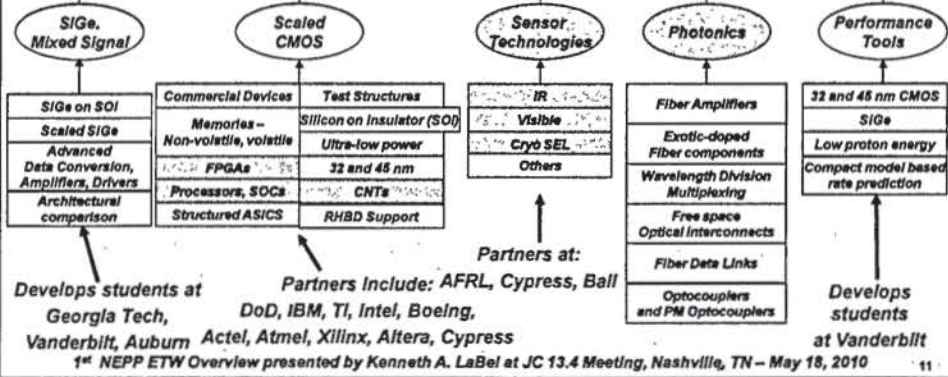 SiGe.
Mixed Signal
Scaled
CMOS
Sensor
Technologies
Photonics
Performance
Tools
SiGe on SOI
Scaled SiGe
Advanced
Data Conversion,
Amplifiers, Drivers
Architectural
comparison
Commercial Devices
Memories –
Non-volatile, volatile
FPGAs
Processors, SOCs
Structured ASICS
Test Structures
Silicon on Insulator (SOI)
Ultra-low power
32 and 45 nm
CNTs
RHBD Support
IR
Visible
Cryo SEL
Others
Fiber Amplifiers
Exotic-doped
Fiber components
Wavelength Division
Multiplexing
Free space
Optical Interconnects
Fiber Data Links
Optocouplers
and PM Optocouplers
32 and 45 nm CMOS
SiGe
Low proton energy
Compact model based
rate prediction
Develops students at
Georgia Tech,
Vanderbilt, Auburn
Partners Include:
DoD, IBM, TI, Intel, Boeing,
Actel, Atmel, Xilinx, Altera, Cypress
Partners at:
AFRL, Cypress, Ball
Develops
students
at Vanderbilt
1st NEPP ETW Overview presented by Kenneth A. LaBel at JC 13.4 Meeting, Nashville, TN – May 18, 2010
11